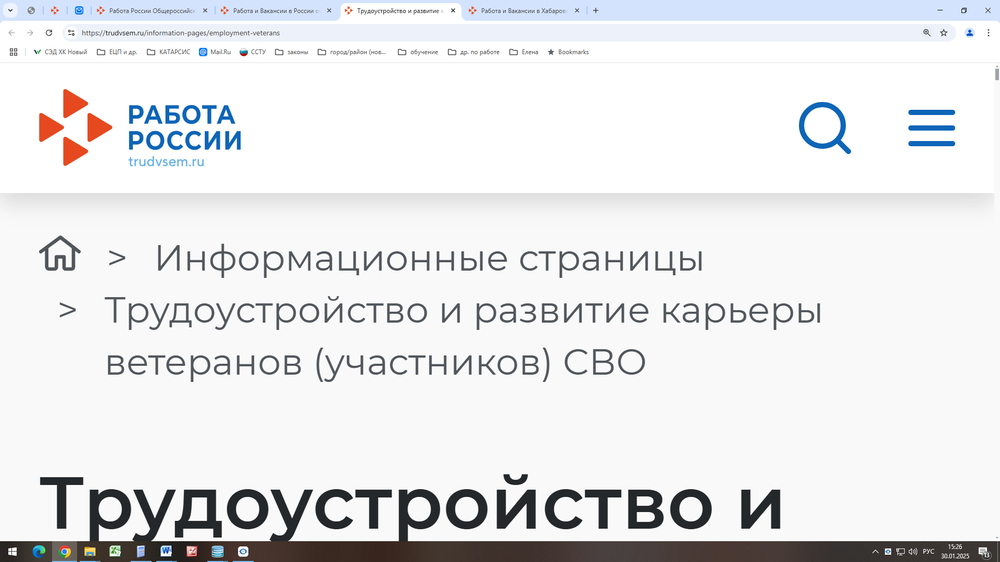 Работа России Общероссийск
Работа и Вакансии в России о
Трудоустройство и развитие к
Работа и Вакансии в Хабаровс
https://trudvsem.ru/information-pages/employment-veterans
СЭД ХК Новый
ЕЦП и др.
КАТАРСИС
Mail.Ru
ССТУ
законы
город/район (нов...
обучение
др. по работе
Елена
Bookmarks
РАБОТА
РОССИИ
trudvsem.ru
> Информационные страницы
> Трудоустройство и развитие карьеры
ветеранов (участников) СВО
Трудоустройство и
РУС
15:26
30.01.2025
13